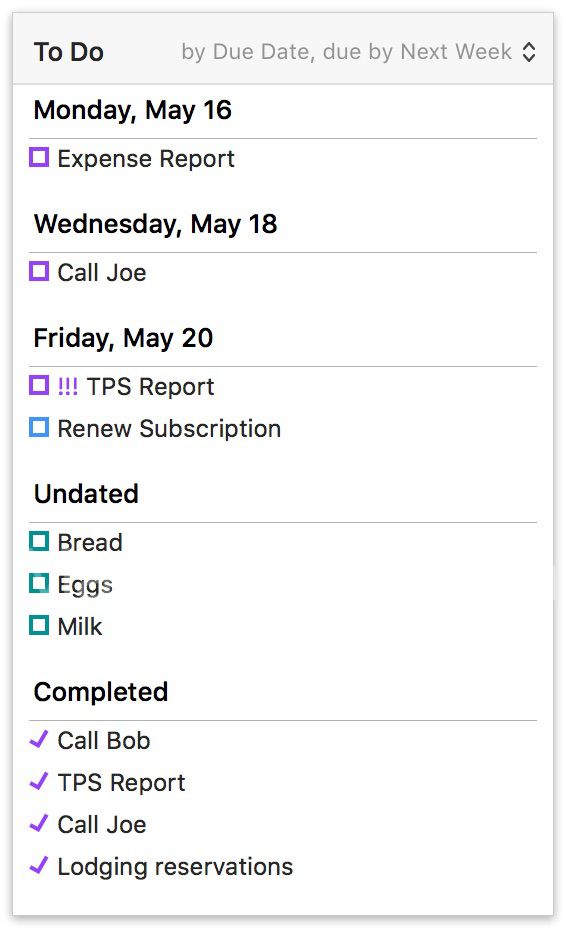 To Do by Due Date, due by Next Week
Monday, May 16
Expense Report
Wednesday, May 18
Call Joe
Friday, May 20
!!! TPS Report
Renew Subscription
Undated
Bread
Eggs
Milk
Completed
Call Bob
TPS Report
Call Joe
Lodging reservations